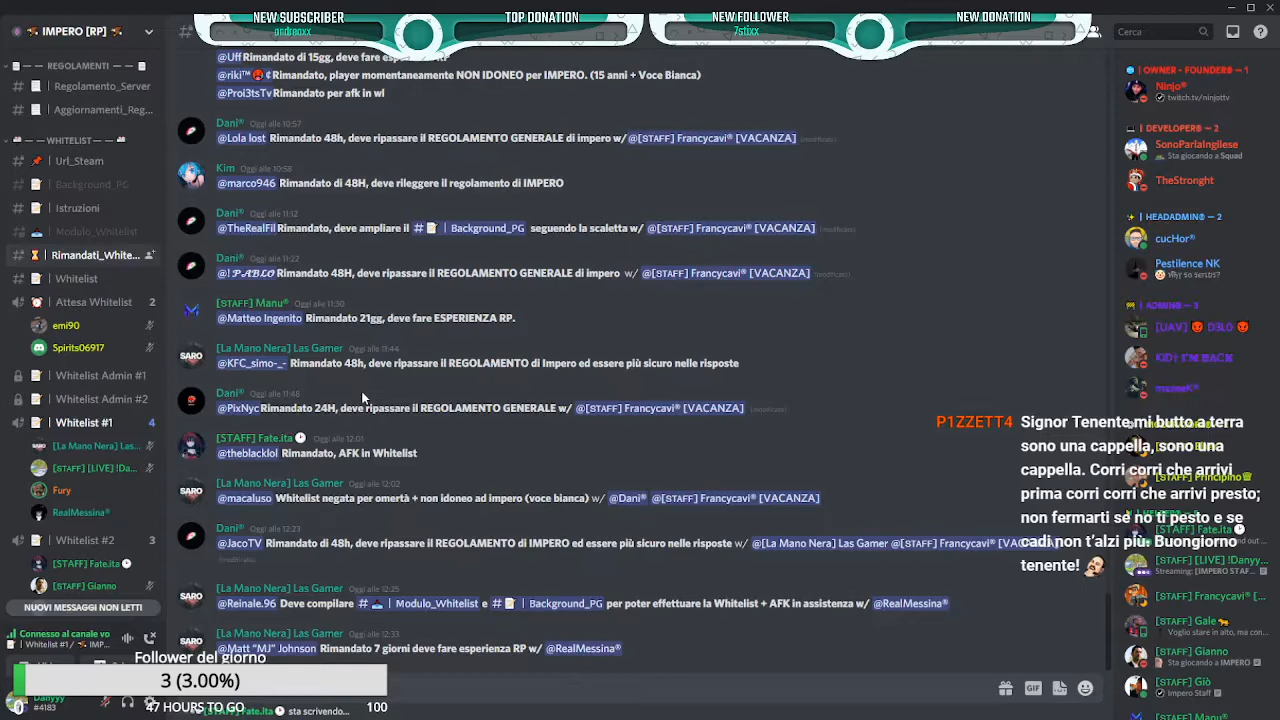 NEW SUBSCRIBER
andreoxx
TOP DONATION
NEW FOLLOWER
7stixx
NEW DONATION
IMPERO [RP]
Cerca
REGOLAMENTI
Regolamento_Server
Aggiornamenti_Reg...
WHITELIST
Url_Steam
Background_PG
Istruzioni
Modulo_Whitelist
Rimandati_White...
Whitelist
Attesa Whitelist 2
emi90
Spirits06917
Whitelist Admin #1
Whitelist Admin #2
Whitelist #1 4
[La Mano Nera] Las...
[STAFF] [LIVE] !Da...
Fury
RealMessina®
Whitelist #2 3
[STAFF] Fate.ita
[STAFF] Gianno
NUOVI MESSAGGI NON LETTI
Connesso al canale vo
Whitelist #1 / IMP...
Follower del giorno
3 (3.00%)
0 47 HOURS TO GO 100
Danyyy
#4183
@Uff Rimandato di 15gg, deve fare
@riki™ Rimandato, player momentaneamente NON IDONEO per IMPERO. (15 anni + Voce Bianca)
@Proi3tsTv Rimandato per afk in wl
Dani® Oggi alle 10:57
@Lola lost Rimandato 48h, deve ripassare il REGOLAMENTO GENERALE di impero w/ @[STAFF] Francycavi® [VACANZA] (modificato)
Kim Oggi alle 10:58
@marco946 Rimandato di 48H, deve rileggere il regolamento di IMPERO
Dani® Oggi alle 11:12
@TheRealFil Rimandato, deve ampliare il # | Background_PG seguendo la scaletta w/ @[STAFF] Francycavi® [VACANZA] (modificato)
Dani® Oggi alle 11:22
@!𝓟𝓐𝓑𝓛𝓞 Rimandato 48H, deve ripassare il REGOLAMENTO GENERALE di impero w/ @[STAFF] Francycavi® [VACANZA] (modificato)
[STAFF] Manu® Oggi alle 11:30
@Matteo Ingenito Rimandato 21gg, deve fare ESPERIENZA RP.
[La Mano Nera] Las Gamer Oggi alle 11:44
@KFC_simo-_- Rimandato 48h, deve ripassare il REGOLAMENTO di Impero ed essere più sicuro nelle risposte
Dani® Oggi alle 11:48
@PixNyc Rimandato 24H, deve ripassare il REGOLAMENTO GENERALE w/ @[STAFF] Francycavi® [VACANZA] (modificato)
[STAFF] Fate.ita Oggi alle 12:01
@theblacklol Rimandato, AFK in Whitelist
[La Mano Nera] Las Gamer Oggi alle 12:02
@macaluso Whitelist negata per omertà + non idoneo ad impero (voce bianca) w/ @Dani® @[STAFF] Francycavi® [VACANZA]
Dani® Oggi alle 12:23
@JacoTV Rimandato di 48h, deve ripassare il REGOLAMENTO di IMPERO ed essere più sicuro nelle risposte w/ @[La Mano Nera] Las Gamer @[STAFF] Francycavi® [VACANZA]
(modificato)
[La Mano Nera] Las Gamer Oggi alle 12:25
@Reinale.96 Deve compilare # | Modulo_Whitelist e # | Background_PG per poter effettuare la Whitelist + AFK in assistenza w/ @RealMessina®
[La Mano Nera] Las Gamer Oggi alle 12:33
@Matt "MJ" Johnson Rimandato 7 giorni deve fare esperienza RP w/ @RealMessina®
GIF
[STAFF] Fate.ita sta scrivendo...
P1ZZETT4 Signor Tenente, mi butto a terra
sono una cappella, sono una
cappella. Corri corri che arrivi
prima corri corri che arrivi presto;
non fermarti se no ti pesto e se
cadi non t'alzi più. Buongiorno
tenente!
OWNER - FOUNDER® — 1
Ninjo®
twitch.tv/ninjottv
DEVELOPER® — 2
SonoParlaIngilese
Sta giocando a Squad
TheStronght
HEADADMIN® — 2
cucHor®
Pestilence NK
Why so serius?
ADMIN® — 3
[UAV] D3L0
KID† I'M BACK
[STAFF] Principino
[STAFF] Fate.ita
[STAFF] [LIVE] !Danyy...
Streaming: [IMPERO STAF...
[STAFF] Francycavi® [...
[STAFF] Gale
Voglio stare in alto, ma con...
[STAFF] Gianno
Sta giocando a IMPERO
[STAFF] Giò
Impero Staff
[STAFF] Manu®